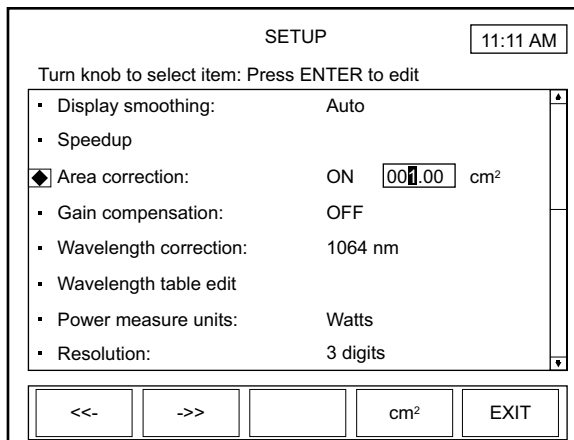 SETUP 11:11 AM
Turn knob to select item: Press ENTER to edit
Display smoothing: Auto
Speedup
Area correction: ON 001.00 cm²
Gain compensation: OFF
Wavelength correction: 1064 nm
Wavelength table edit
Power measure units: Watts
Resolution: 3 digits
<<- ->> cm² EXIT